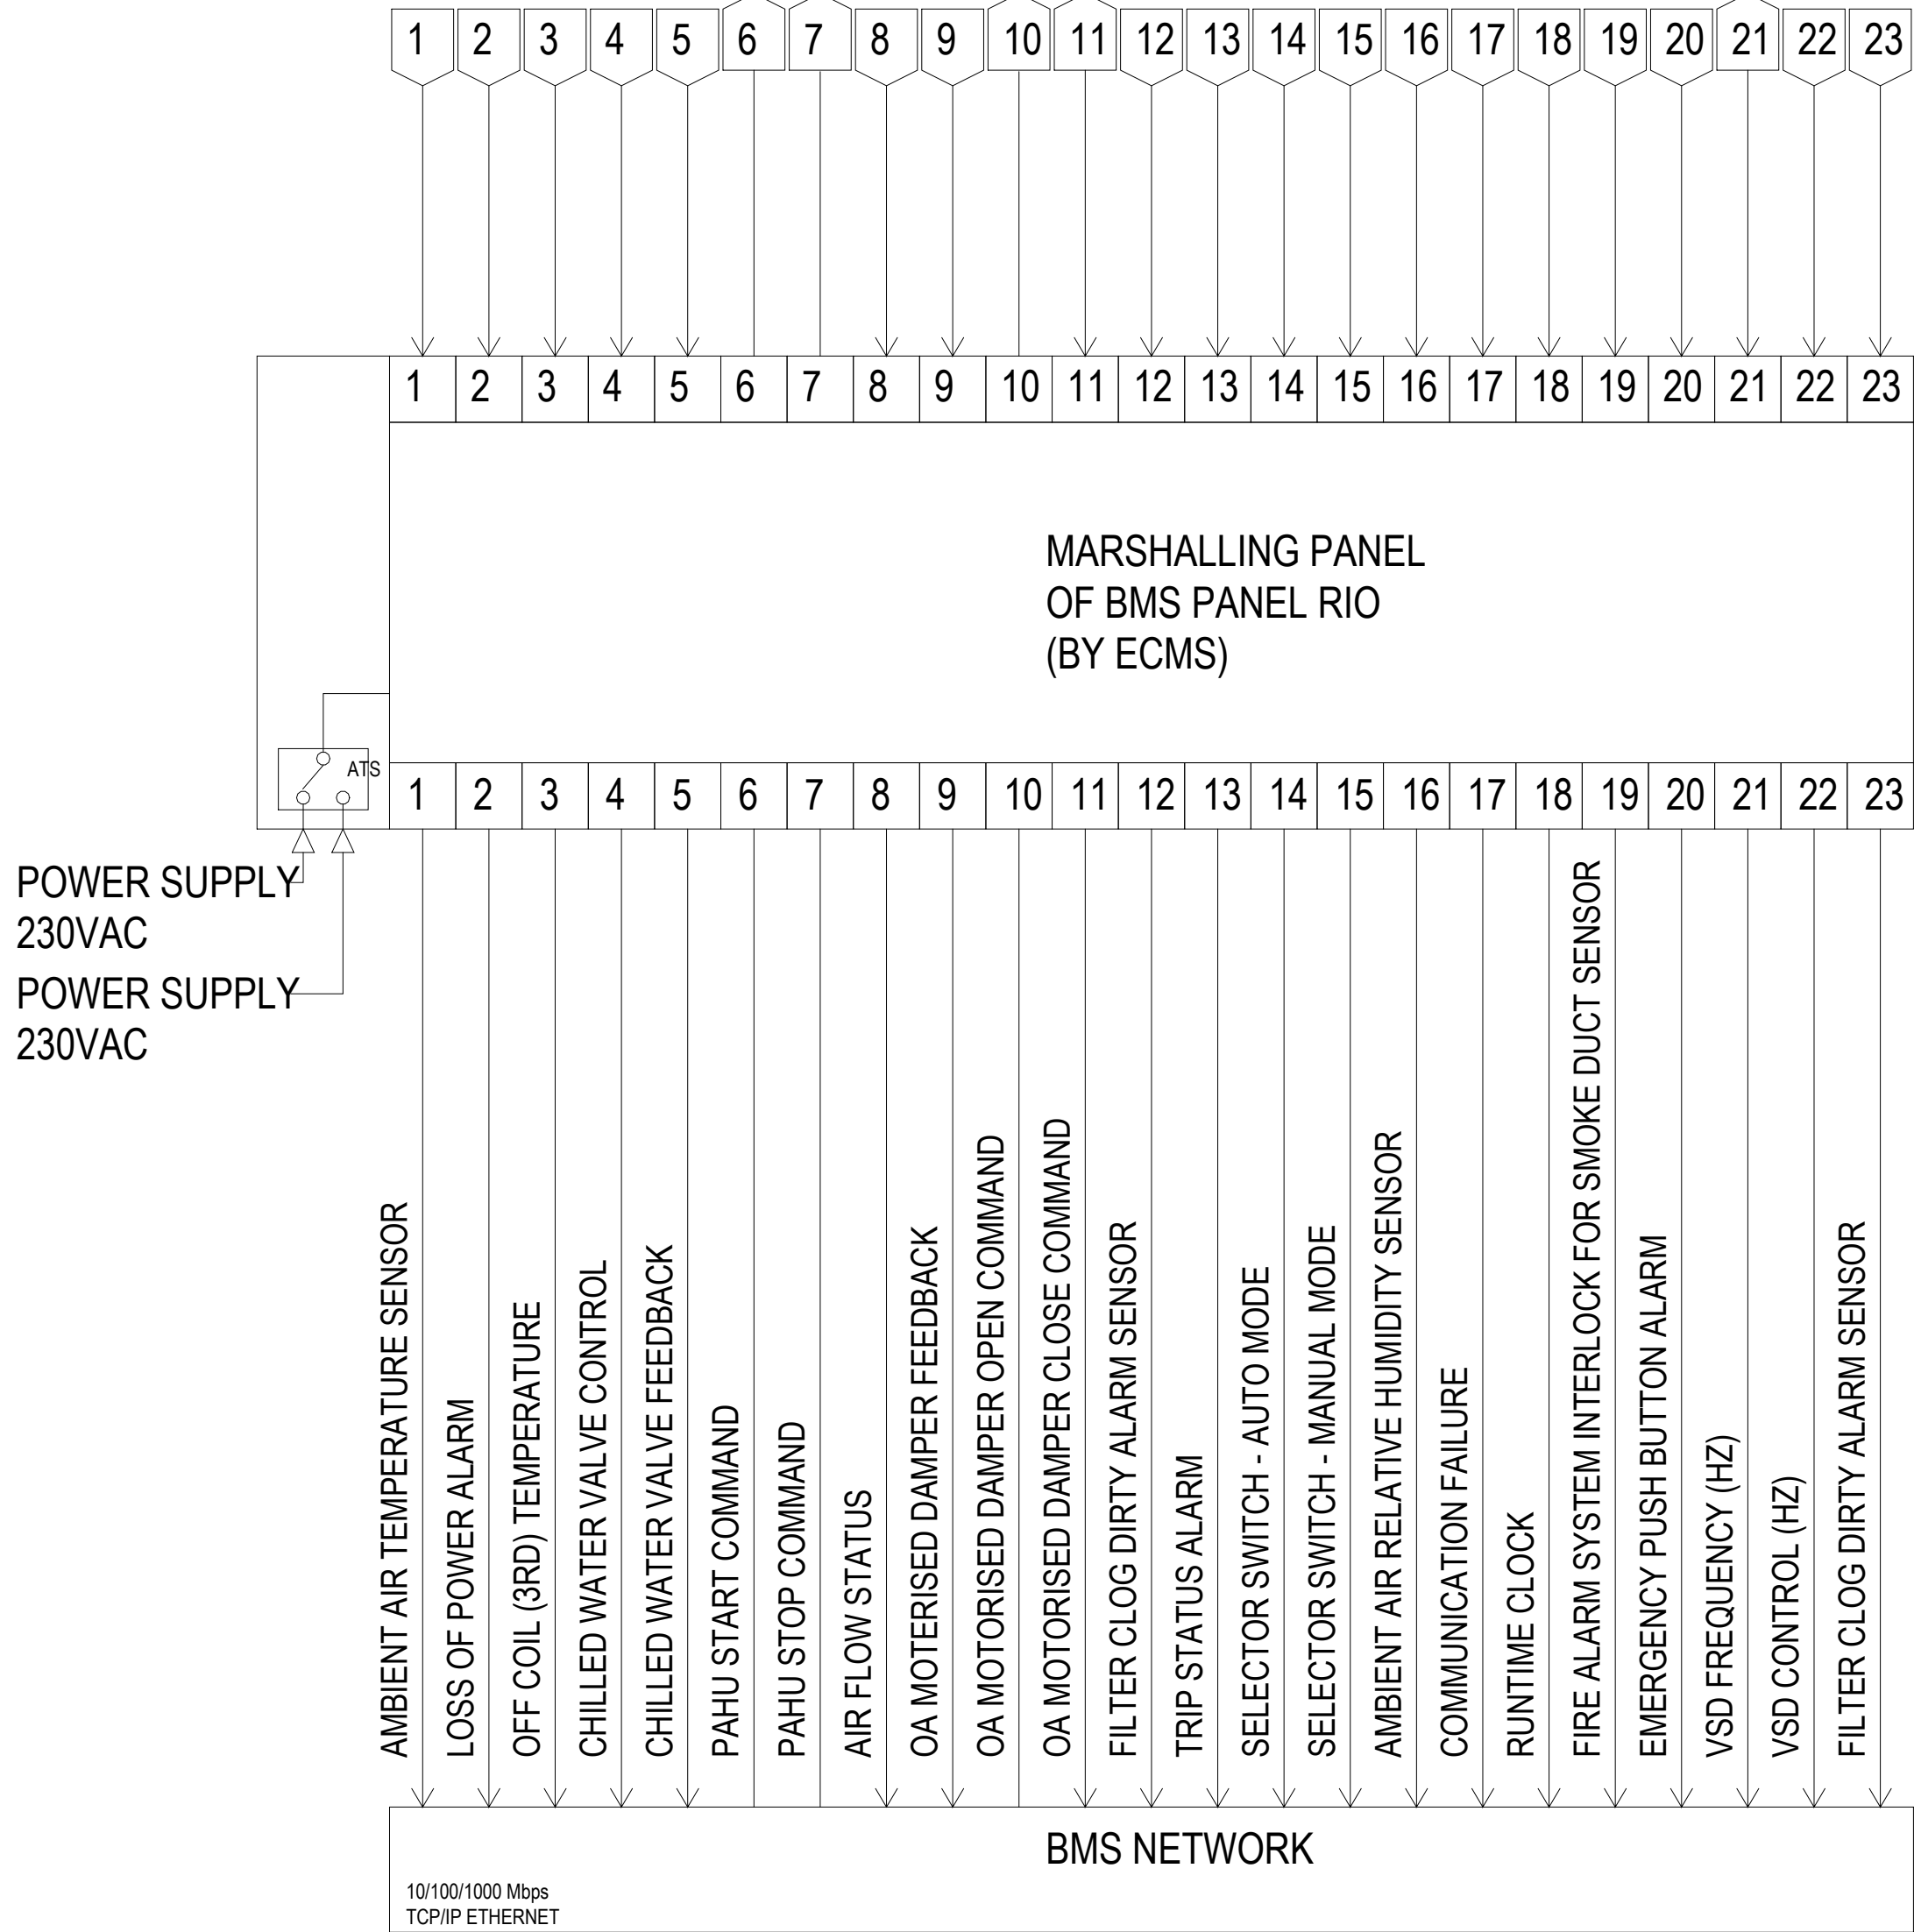 1 2 3 4 5 6 7 8 9 10 11 12 13 14 15 16 17 18 19 20 21 22 23
1 2 3 4 5 6 7 8 9 10 11 12 13 14 15 16 17 18 19 20 21 22 23
MARSHALLING PANEL
OF BMS PANEL RIO
(BY ECMS)
ATS
1 2 3 4 5 6 7 8 9 10 11 12 13 14 15 16 17 18 19 20 21 22 23
POWER SUPPLY
230VAC
POWER SUPPLY
230VAC
AMBIENT AIR TEMPERATURE SENSOR
LOSS OF POWER ALARM
OFF COIL (3RD) TEMPERATURE
CHILLED WATER VALVE CONTROL
CHILLED WATER VALVE FEEDBACK
PAHU START COMMAND
PAHU STOP COMMAND
AIR FLOW STATUS
OA MOTERISED DAMPER FEEDBACK
OA MOTORISED DAMPER OPEN COMMAND
OA MOTORISED DAMPER CLOSE COMMAND
FILTER CLOG DIRTY ALARM SENSOR
TRIP STATUS ALARM
SELECTOR SWITCH - AUTO MODE
SELECTOR SWITCH - MANUAL MODE
AMBIENT AIR RELATIVE HUMIDITY SENSOR
COMMUNICATION FAILURE
RUNTIME CLOCK
FIRE ALARM SYSTEM INTERLOCK FOR SMOKE DUCT SENSOR
EMERGENCY PUSH BUTTON ALARM
VSD FREQUENCY (HZ)
VSD CONTROL (HZ)
FILTER CLOG DIRTY ALARM SENSOR
BMS NETWORK
10/100/1000 Mbps
TCP/IP ETHERNET